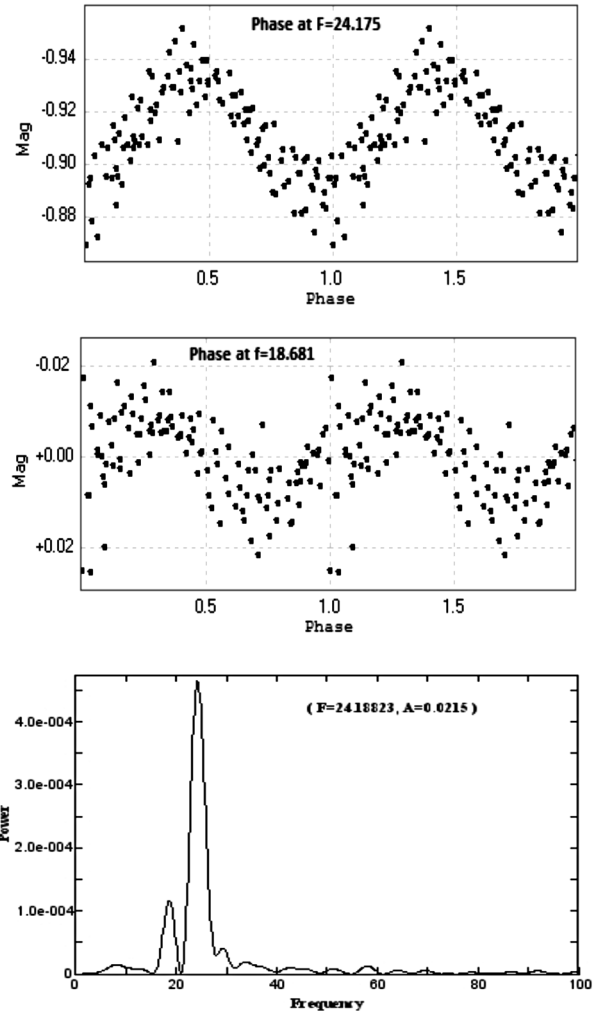 Phase at F=24.175
-0.94
-0.92
-0.90
-0.88
Mag
0.5 1.0 1.5
Phase
Phase at f=18.681
-0.02
+0.00
+0.02
Mag
0.5 1.0 1.5
Phase
( F=24.18823, A=0.0215 )
4.0e-004
3.0e-004
2.0e-004
1.0e-004
0
Power
0 20 40 60 80 100
Frequency